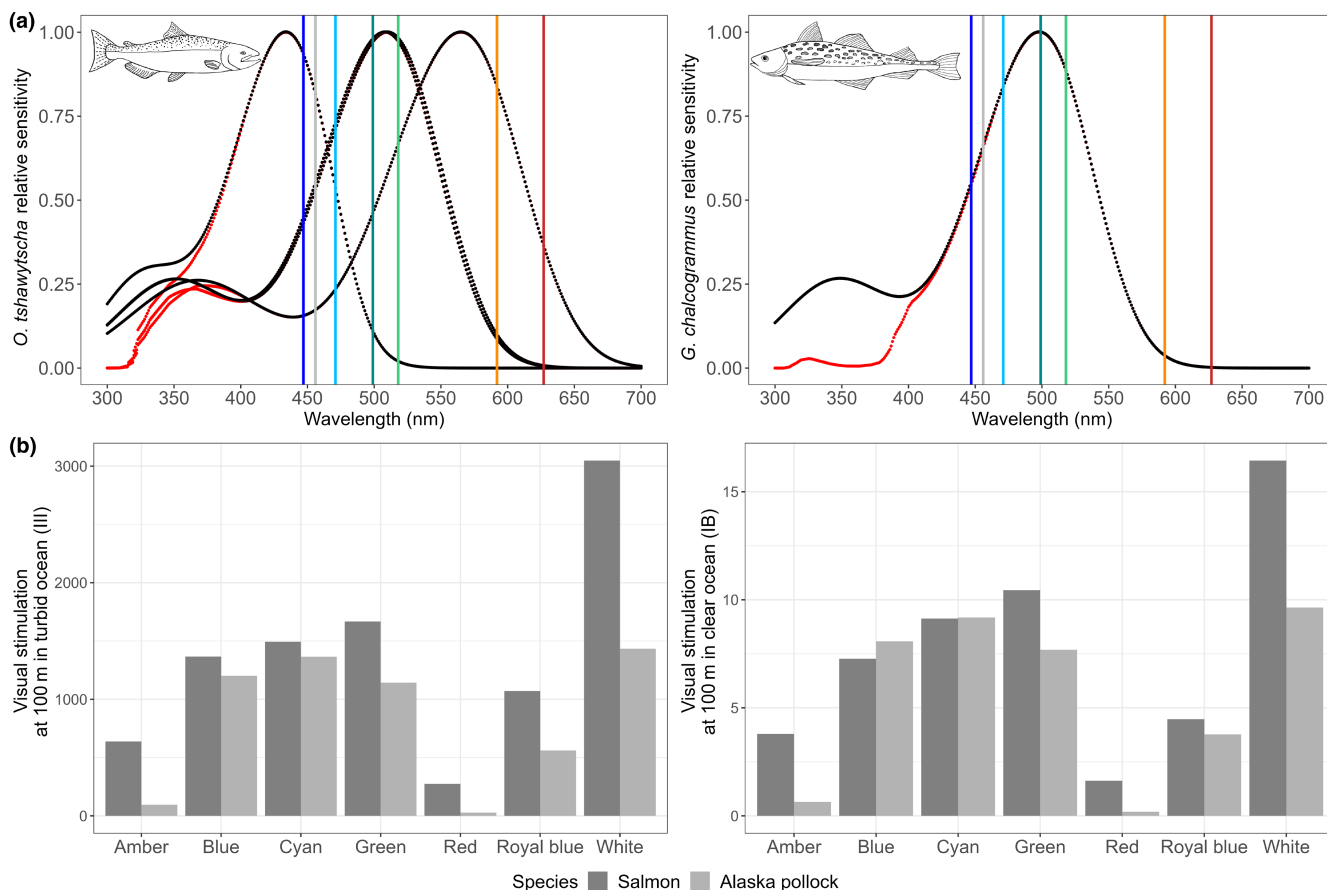 (a)
O. tshawytscha relative sensitivity
1.00
0.75
0.50
0.25
0.00
300 350 400 450 500 550 600 650 700
Wavelength (nm)
G. chalcogrammus relative sensitivity
1.00
0.75
0.50
0.25
0.00
300 350 400 450 500 550 600 650 700
Wavelength (nm)
(b)
Visual stimulation
at 100 m in turbid ocean (III)
3000
2000
1000
0
Amber Blue Cyan Green Red Royal blue White
Visual stimulation
at 100 m in clear ocean (IB)
15
10
5
0
Amber Blue Cyan Green Red Royal blue White
Species Salmon Alaska pollock